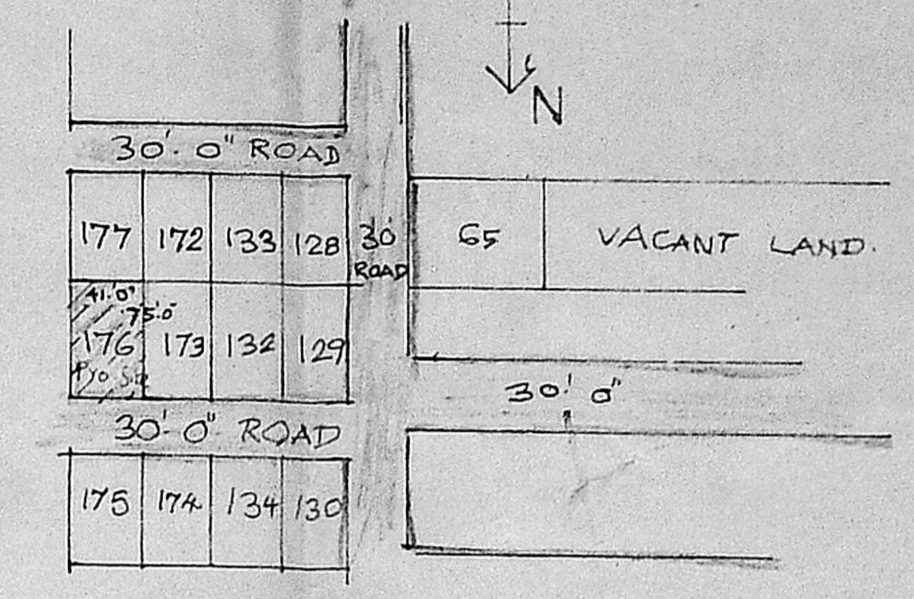 N
30'-0" ROAD
177 172 133 128 30' 65 VACANT LAND.
ROAD
41'.0"
75'.0"
176 173 132 129
30'0"
30'-0" ROAD
175 174 134 130